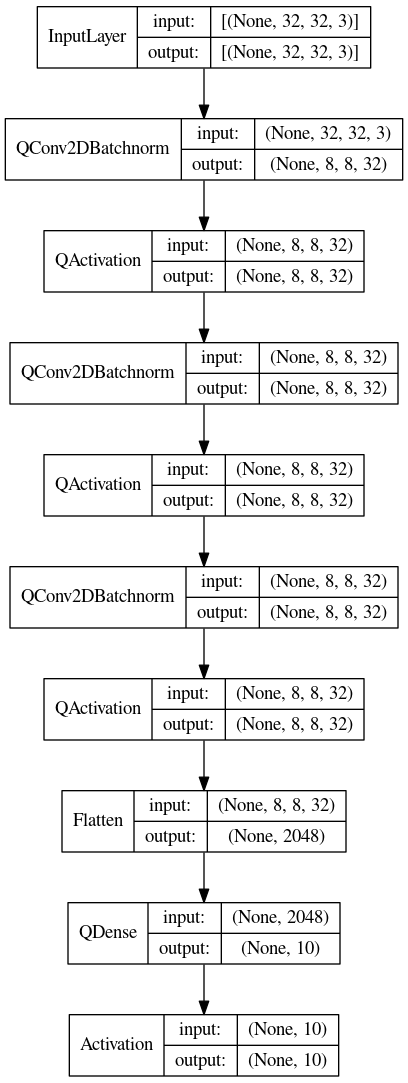 InputLayer
input: [(None, 32, 32, 3)]
output: [(None, 32, 32, 3)]
QConv2DBatchnorm
input: (None, 32, 32, 3)
output: (None, 8, 8, 32)
QActivation
input: (None, 8, 8, 32)
output: (None, 8, 8, 32)
QConv2DBatchnorm
input: (None, 8, 8, 32)
output: (None, 8, 8, 32)
QActivation
input: (None, 8, 8, 32)
output: (None, 8, 8, 32)
QConv2DBatchnorm
input: (None, 8, 8, 32)
output: (None, 8, 8, 32)
QActivation
input: (None, 8, 8, 32)
output: (None, 8, 8, 32)
Flatten
input: (None, 8, 8, 32)
output: (None, 2048)
QDense
input: (None, 2048)
output: (None, 10)
Activation
input: (None, 10)
output: (None, 10)